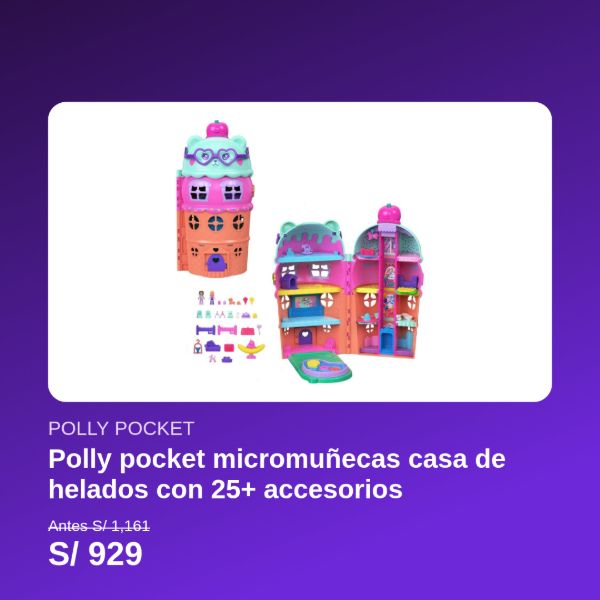 POLLY POCKET
Polly pocket micromuñecas casa de
helados con 25+ accesorios
Antes S/ 1,161
S/ 929